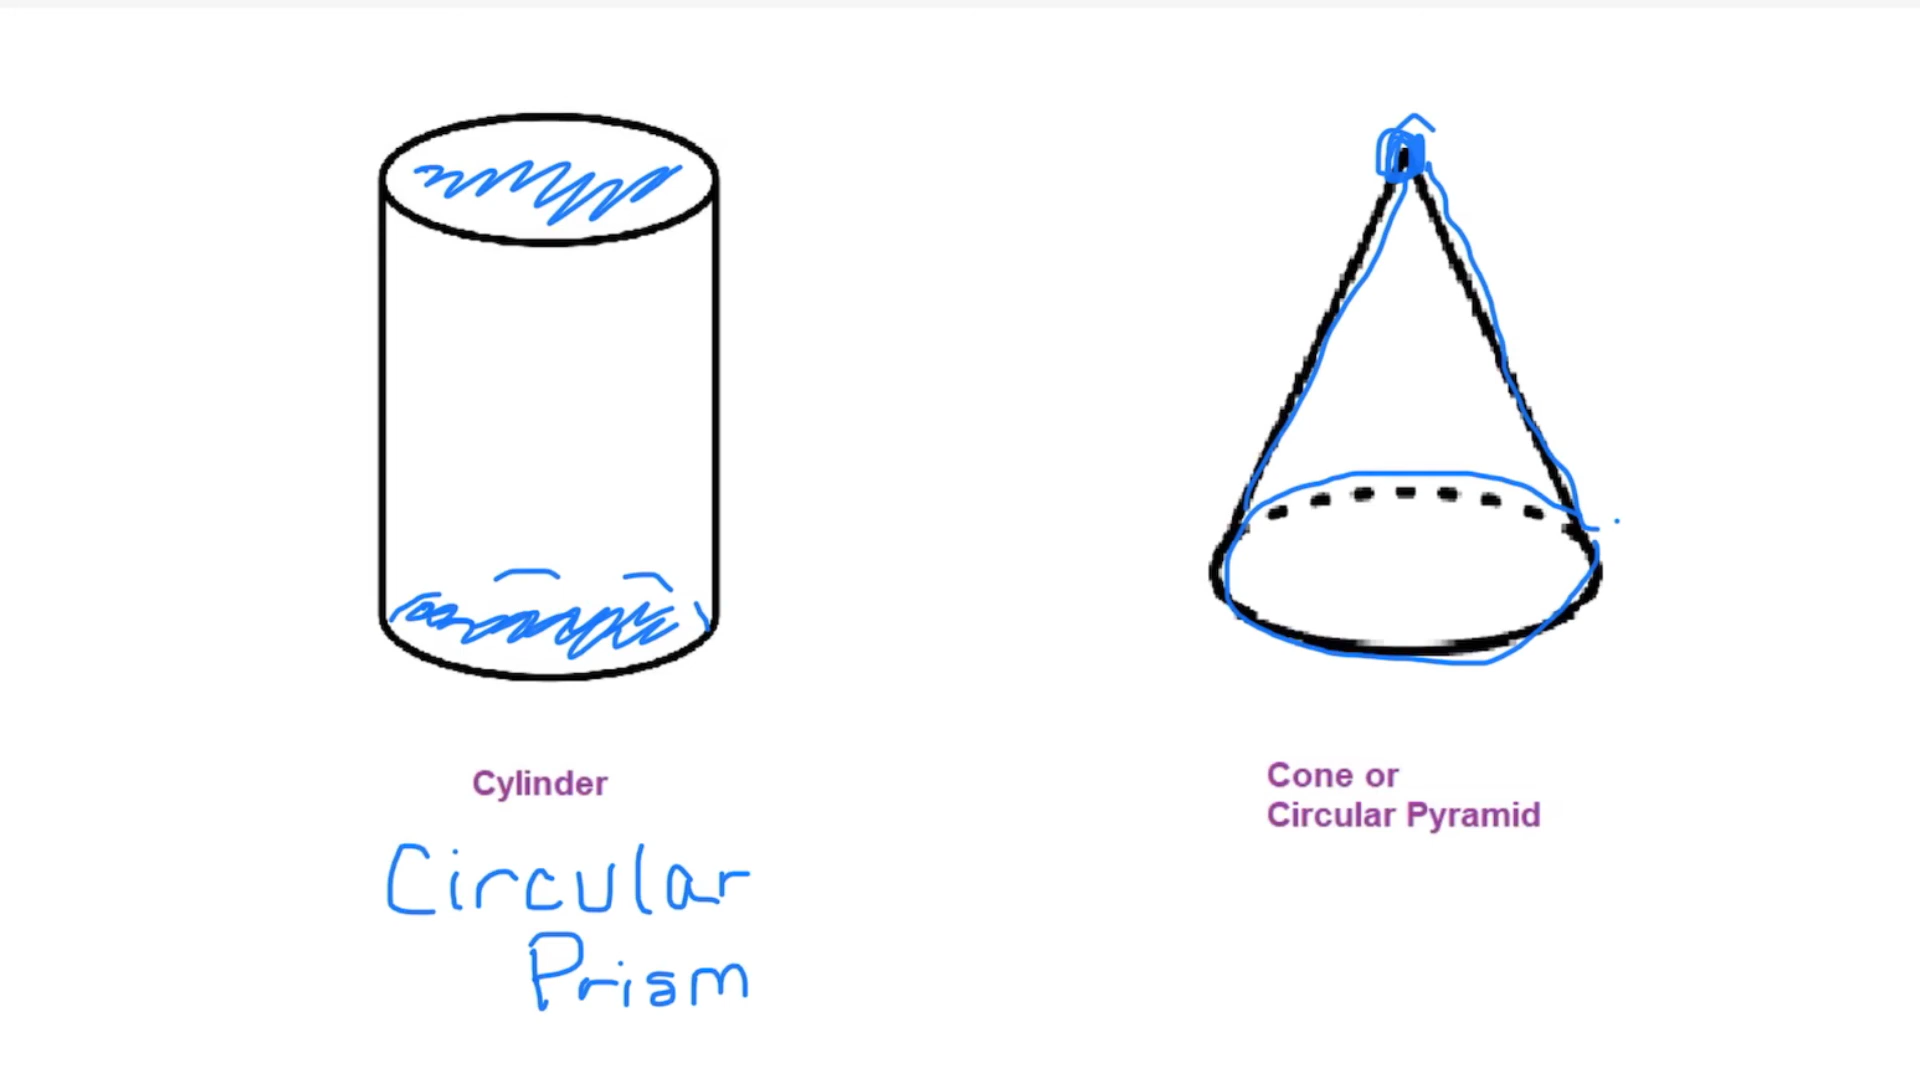 Cylinder
Circular
Prism
Cone or
Circular Pyramid